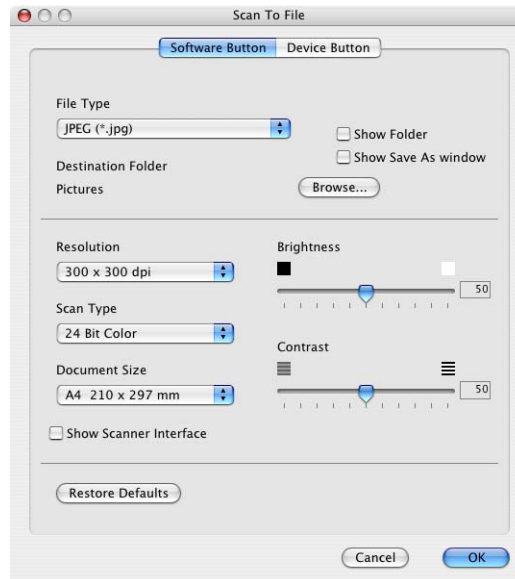 Scan To File
Software Button Device Button
File Type
JPEG (*.jpg)
Show Folder
Show Save As window
Destination Folder
Pictures
Browse...
Resolution
300 x 300 dpi
Scan Type
24 Bit Color
Document Size
A4 210 x 297 mm
Show Scanner Interface
Brightness
50
Contrast
50
Restore Defaults
Cancel OK